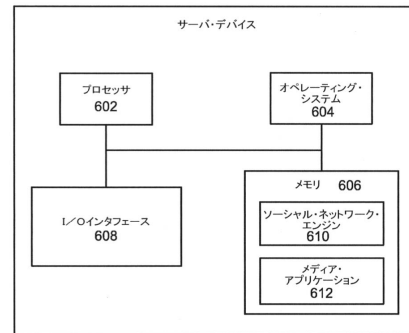 サーバ・デバイス
プロセッサ
602
オペレーティング・
システム
604
I/Oインタフェース
608
メモリ 606
ソーシャル・ネットワーク・
エンジン
610
メディア・
アプリケーション
612